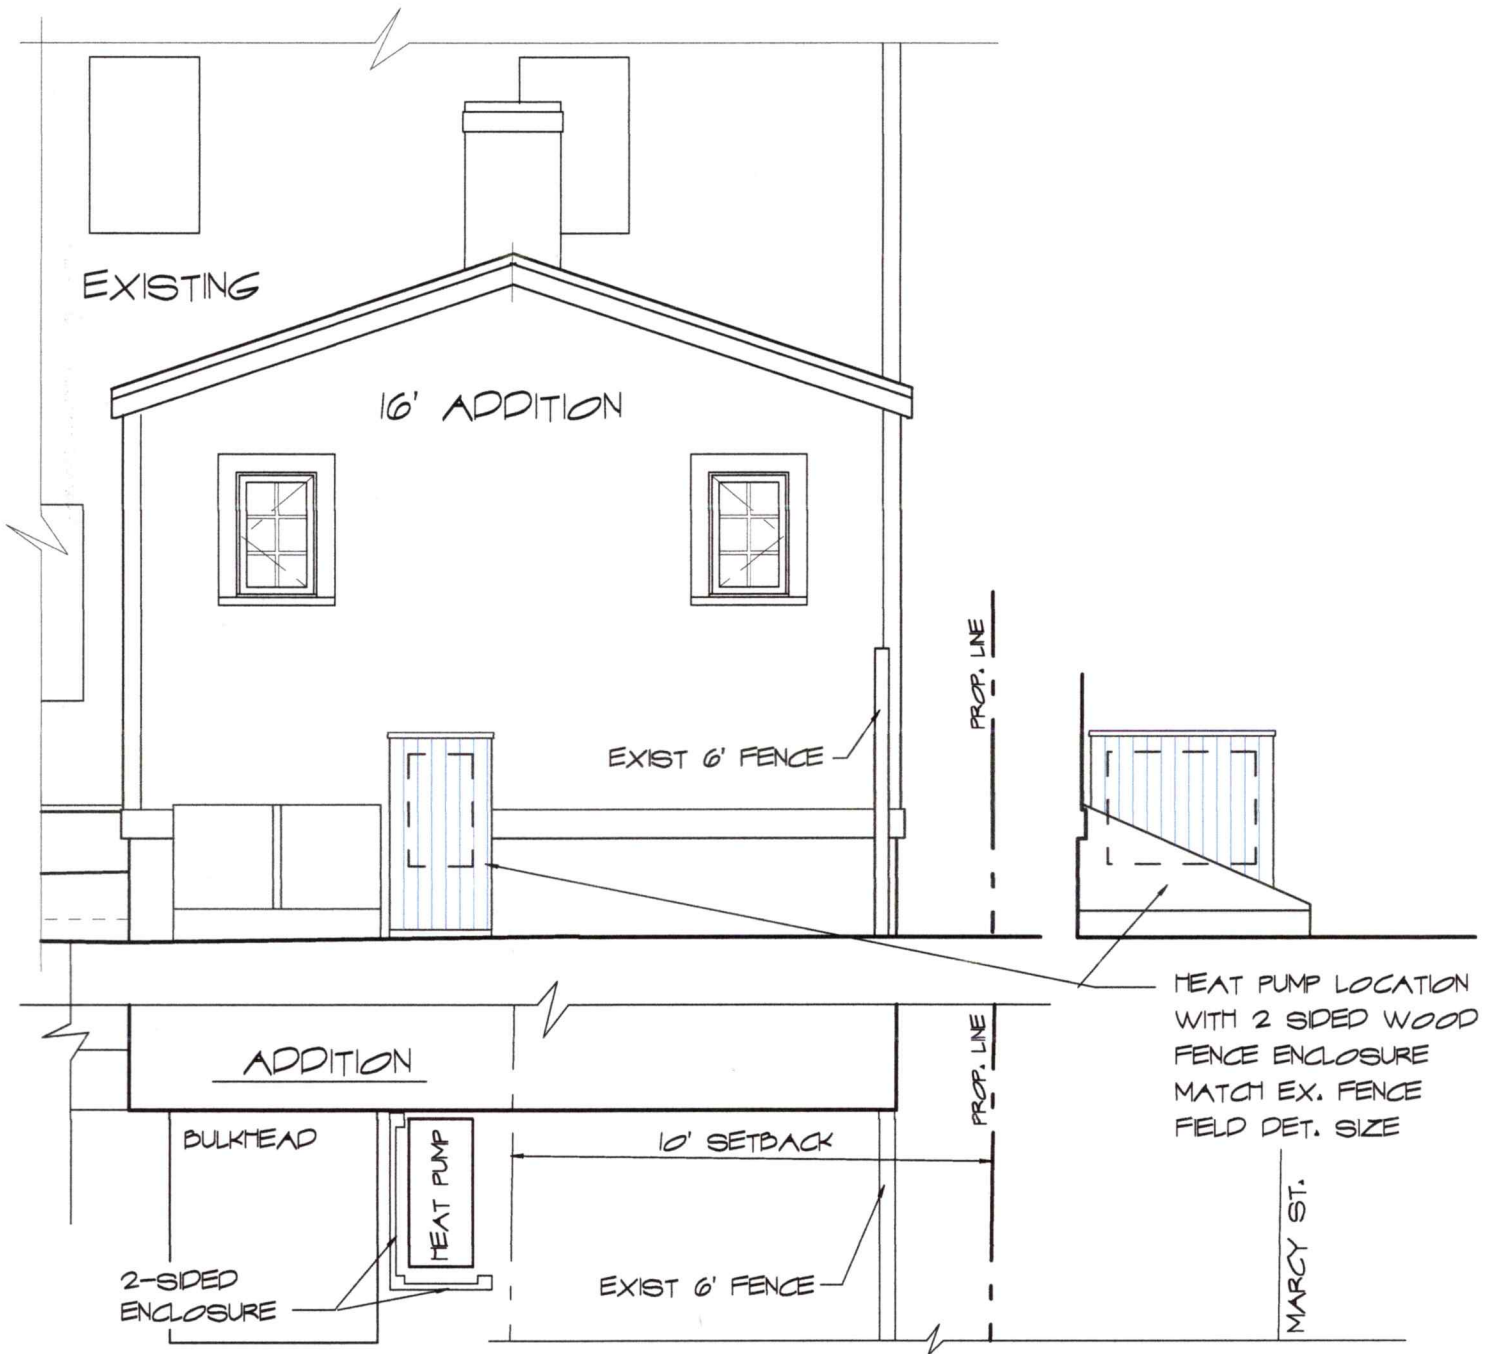 EXISTING
16' ADDITION
PROP. LINE
EXIST 6' FENCE
HEAT PUMP LOCATION
WITH 2 SIDED WOOD
FENCE ENCLOSURE
MATCH EX. FENCE
FIELD DET. SIZE
ADDITION
PROP. LINE
BULKHEAD
HEAT PUMP
10' SETBACK
2-SIDED
ENCLOSURE
EXIST 6' FENCE
MARCY ST.